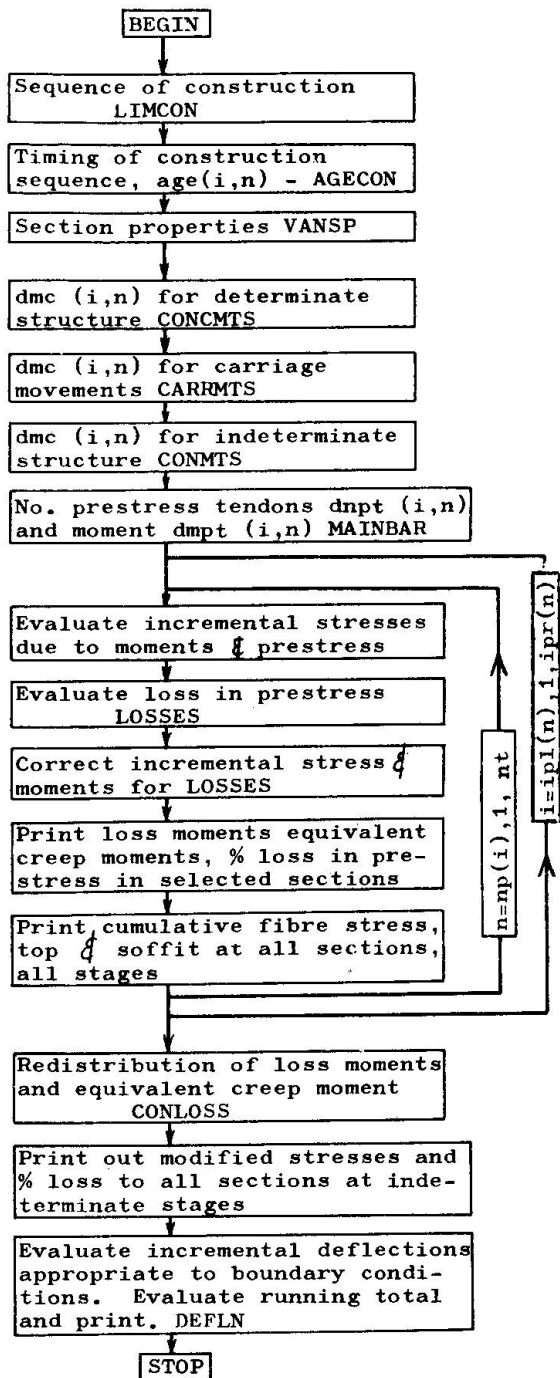 BEGIN
Sequence of construction
LIMCON
Timing of construction
sequence, age(i,n) - AGECON
Section properties VANSP
dmc (i,n) for determinate
structure CONCMTS
dmc (i,n) for carriage
movements CARRMTS
dmc (i,n) for indeterminate
structure CONMTS
No. prestress tendons dnpt (i,n)
and moment dmpt (i,n) MAINBAR
Evaluate incremental stresses
due to moments & prestress
Evaluate loss in prestress
LOSSES
Correct incremental stress &
moments for LOSSES
Print loss moments equivalent
creep moments, % loss in pre-
stress in selected sections
Print cumulative fibre stress,
top & soffit at all sections,
all stages
n=np(i),1, nt
i=ipl(n),1,ipr(n)
Redistribution of loss moments
and equivalent creep moment
CONLOSS
Print out modified stresses and
% loss to all sections at inde-
terminate stages
Evaluate incremental deflections
appropriate to boundary condi-
tions. Evaluate running total
and print. DEFLN
STOP